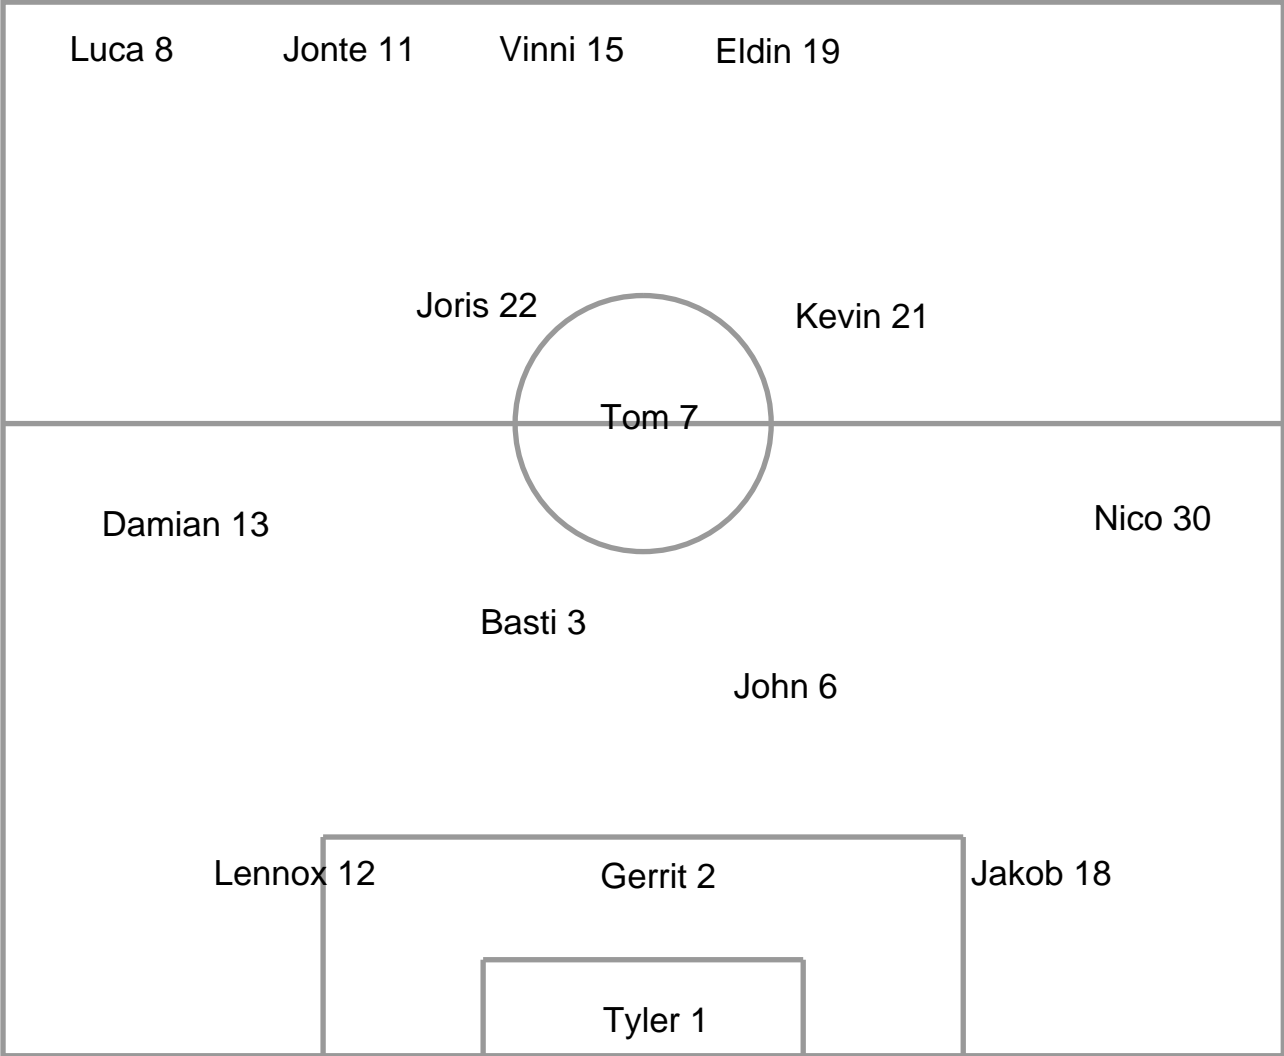 Luca 8
Jonte 11
Vinni 15
Eldin 19
Joris 22
Kevin 21
Tom 7
Damian 13
Nico 30
Basti 3
John 6
Lennox 12
Gerrit 2
Jakob 18
Tyler 1